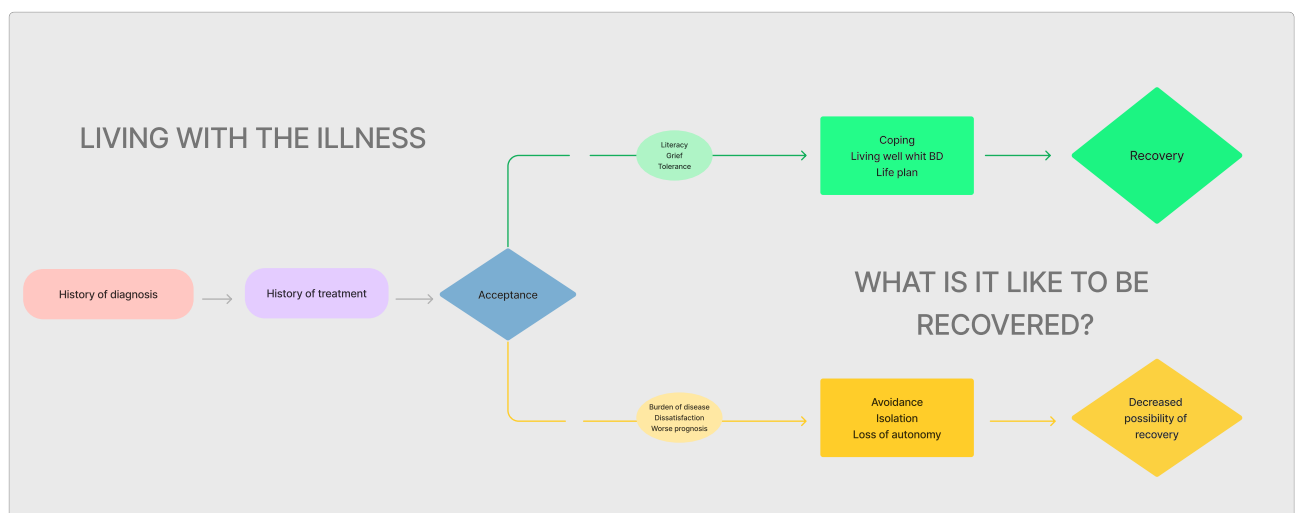 LIVING WITH THE ILLNESS
Literacy
Grief
Tolerance
Coping
Living well whit BD
Life plan
Recovery
History of diagnosis
History of treatment
Acceptance
WHAT IS IT LIKE TO BE
RECOVERED?
Burden of disease
Dissatisfaction
Worse prognosis
Avoidance
Isolation
Loss of autonomy
Decreased
possibility of
recovery